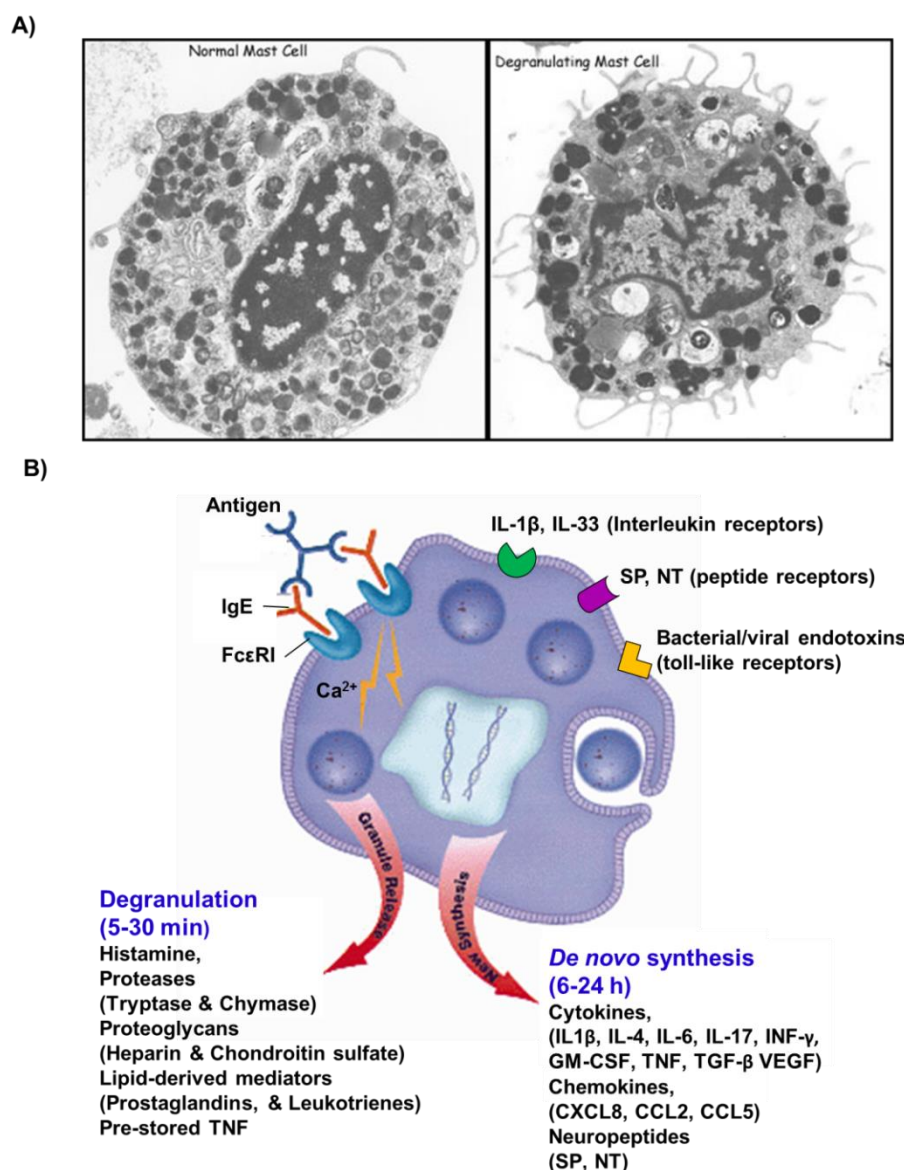 A)
Normal Mast Cell
Degranulating Mast Cell
B)
Antigen
IgE
FcεRI
Ca²⁺
IL-1β, IL-33 (Interleukin receptors)
SP, NT (peptide receptors)
Bacterial/viral endotoxins
(toll-like receptors)
Granule Release
New Synthesis
Degranulation
(5-30 min)
Histamine,
Proteases
(Tryptase & Chymase)
Proteoglycans
(Heparin & Chondroitin sulfate)
Lipid-derived mediators
(Prostaglandins, & Leukotrienes)
Pre-stored TNF
De novo synthesis
(6-24 h)
Cytokines,
(IL1β, IL-4, IL-6, IL-17, INF-γ,
GM-CSF, TNF, TGF-β VEGF)
Chemokines,
(CXCL8, CCL2, CCL5)
Neuropeptides
(SP, NT)